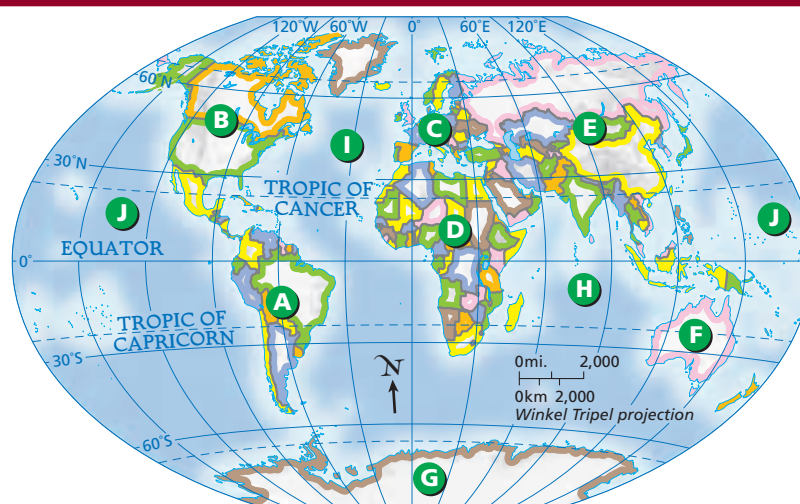 120°W 60°W 0° 60°E 120°E
60°N
B
C
E
I
30°N
TROPIC OF
CANCER
J
J
D
EQUATOR
0°
H
A
TROPIC OF
CAPRICORN
F
30°S
N
0mi. 2,000
0km 2,000
Winkel Tripel projection
60°S
G